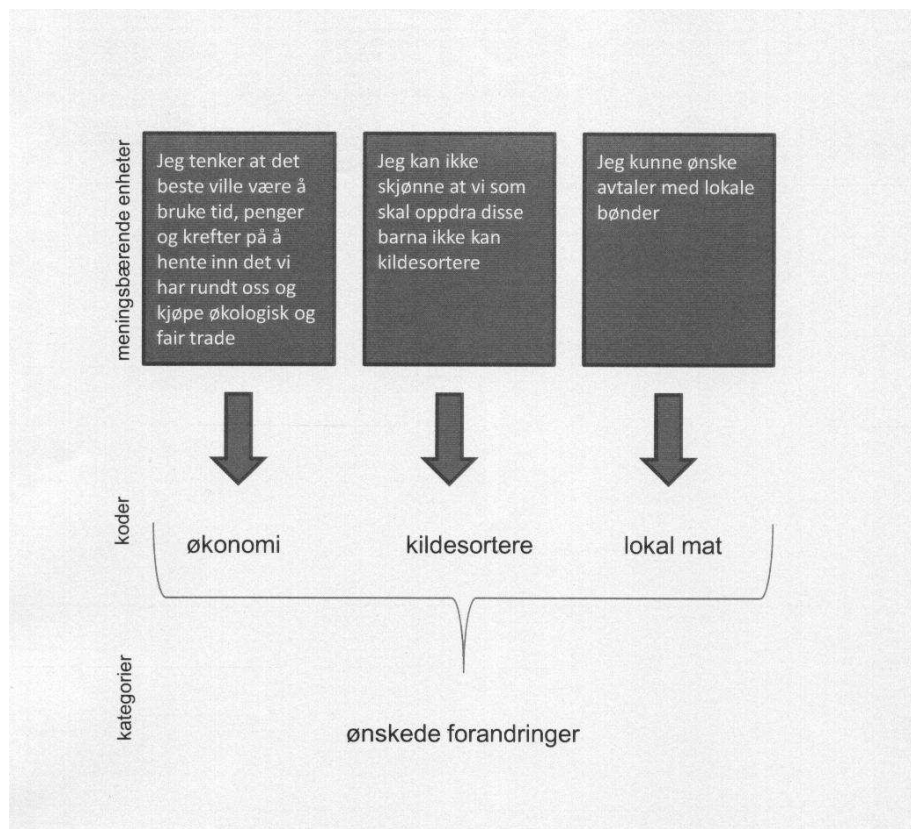 meningsbærende enheter
Jeg tenker at det
beste ville være å
bruke tid, penger
og krefter på å
hente inn det vi
har rundt oss og
kjøpe økologisk og
fair trade
Jeg kan ikke
skjønne at vi som
skal oppdra disse
barna ikke kan
kildesortere
Jeg kunne ønske
avtaler med lokale
bønder
koder
økonomi
kildesortere
lokal mat
kategorier
ønskede forandringer